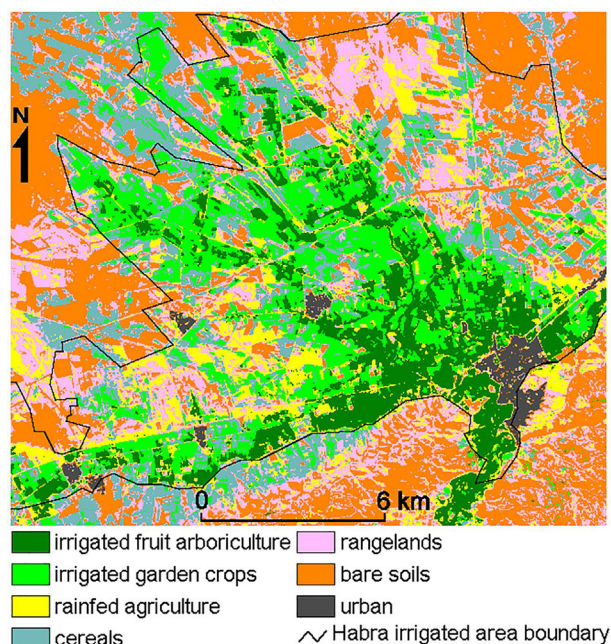 N
0 6 km
irrigated fruit arboriculture rangelands
irrigated garden crops bare soils
rainfed agriculture urban
cereals Habra irrigated area boundary